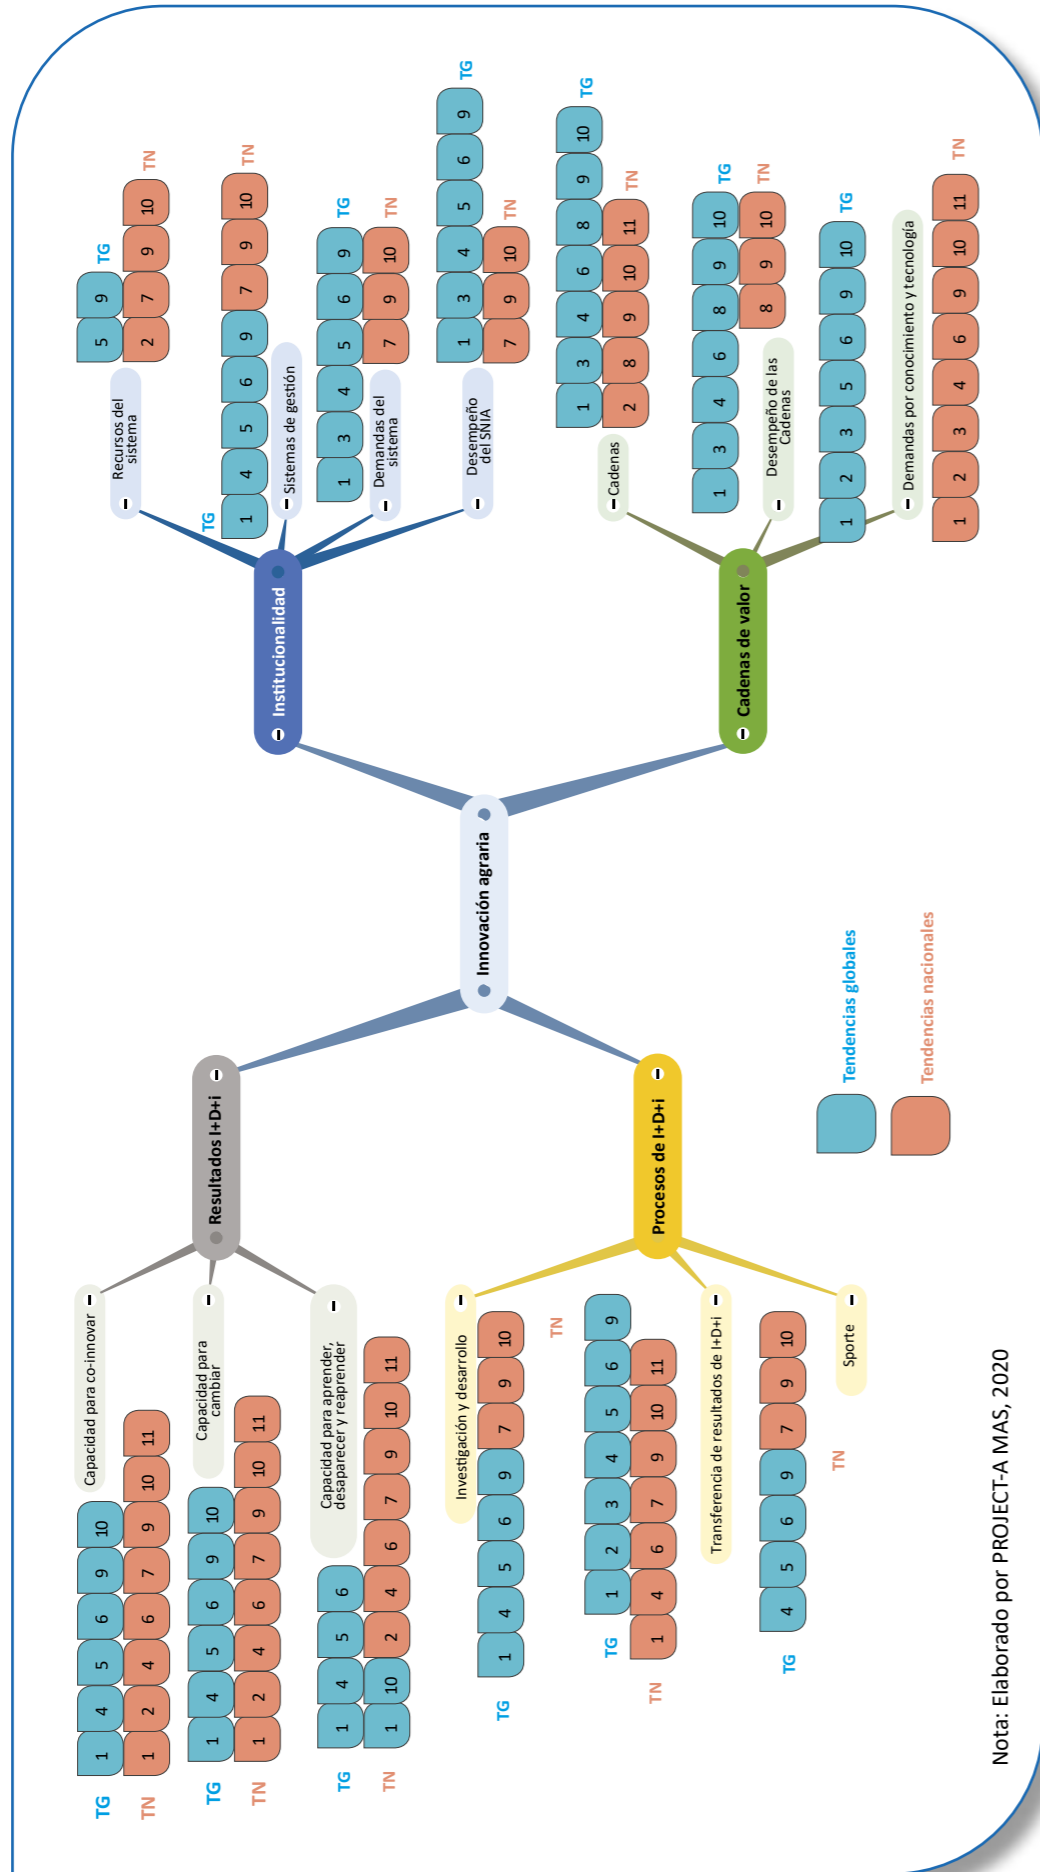 Capacidad para co-innovar
TG 1 4 5 6 9 10
TN 1 2 4 6 7 9 10 11
Capacidad para
cambiar
TG 1 4 5 6 9 10
TN 1 2 4 6 7 9 10 11
Resultados I+D+i
Capacidad para aprender,
desaparecer y reaprender
TG 1 4 5 6
TN 1 10 2 4 6 7 9 10 11
Investigación y desarrollo
TG 1 4 5 6 9 7 9 10 TN
Procesos de I+D+i
TG 1 2 3 4 5 6 9
TN 1 4 6 7 9 10 11
Transferencia de resultados de I+D+i
TG 4 5 6 9 7 9 10 TN
Sporte
Innovación agraria
Recursos del
sistema
5 9 TG
2 7 9 10 TN
Institucionalidad
TG 1 4 5 6 9 7 9 10 TN
Sistemas de gestión
1 3 4 5 6 9 TG
7 9 10 TN
Demandas del
sistema
1 3 4 5 6 9 TG
7 9 10 TN
Desempeño
del SNIA
1 3 4 6 8 9 10 TG
2 8 9 10 11 TN
Cadenas
Cadenas de valor
1 3 4 6 8 9 10 TG
8 9 10 TN
Desempeño de las
Cadenas
1 2 3 5 6 9 10 TG
Demandas por conocimiento y tecnología
1 2 3 4 6 9 10 11 TN
Tendencias globales
Tendencias nacionales
Nota: Elaborado por PROJECT-A MAS, 2020